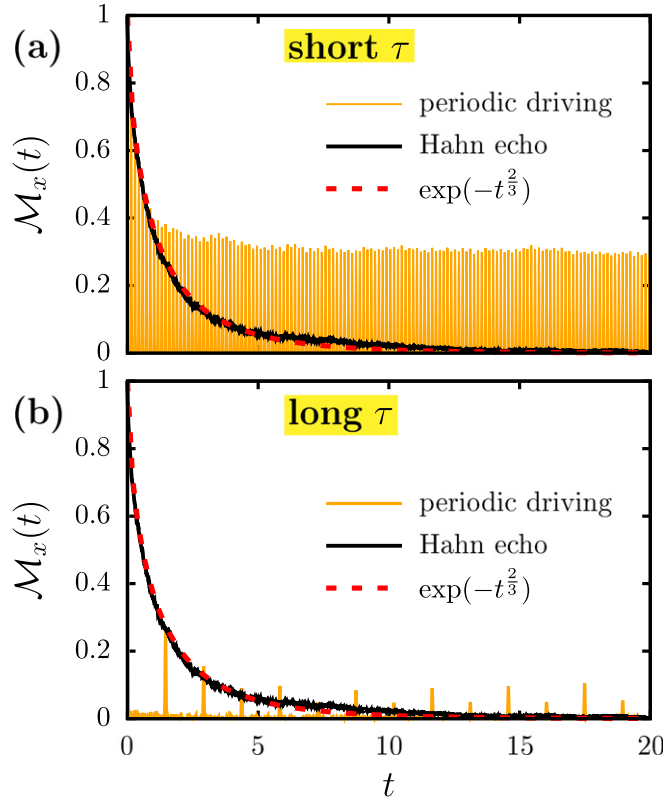 (a)
short τ
periodic driving
Hahn echo
exp(−t^{2/3})
ℳₓ(t)
1
0.8
0.6
0.4
0.2
0
(b)
long τ
periodic driving
Hahn echo
exp(−t^{2/3})
ℳₓ(t)
1
0.8
0.6
0.4
0.2
0
0 5 10 15 20
t